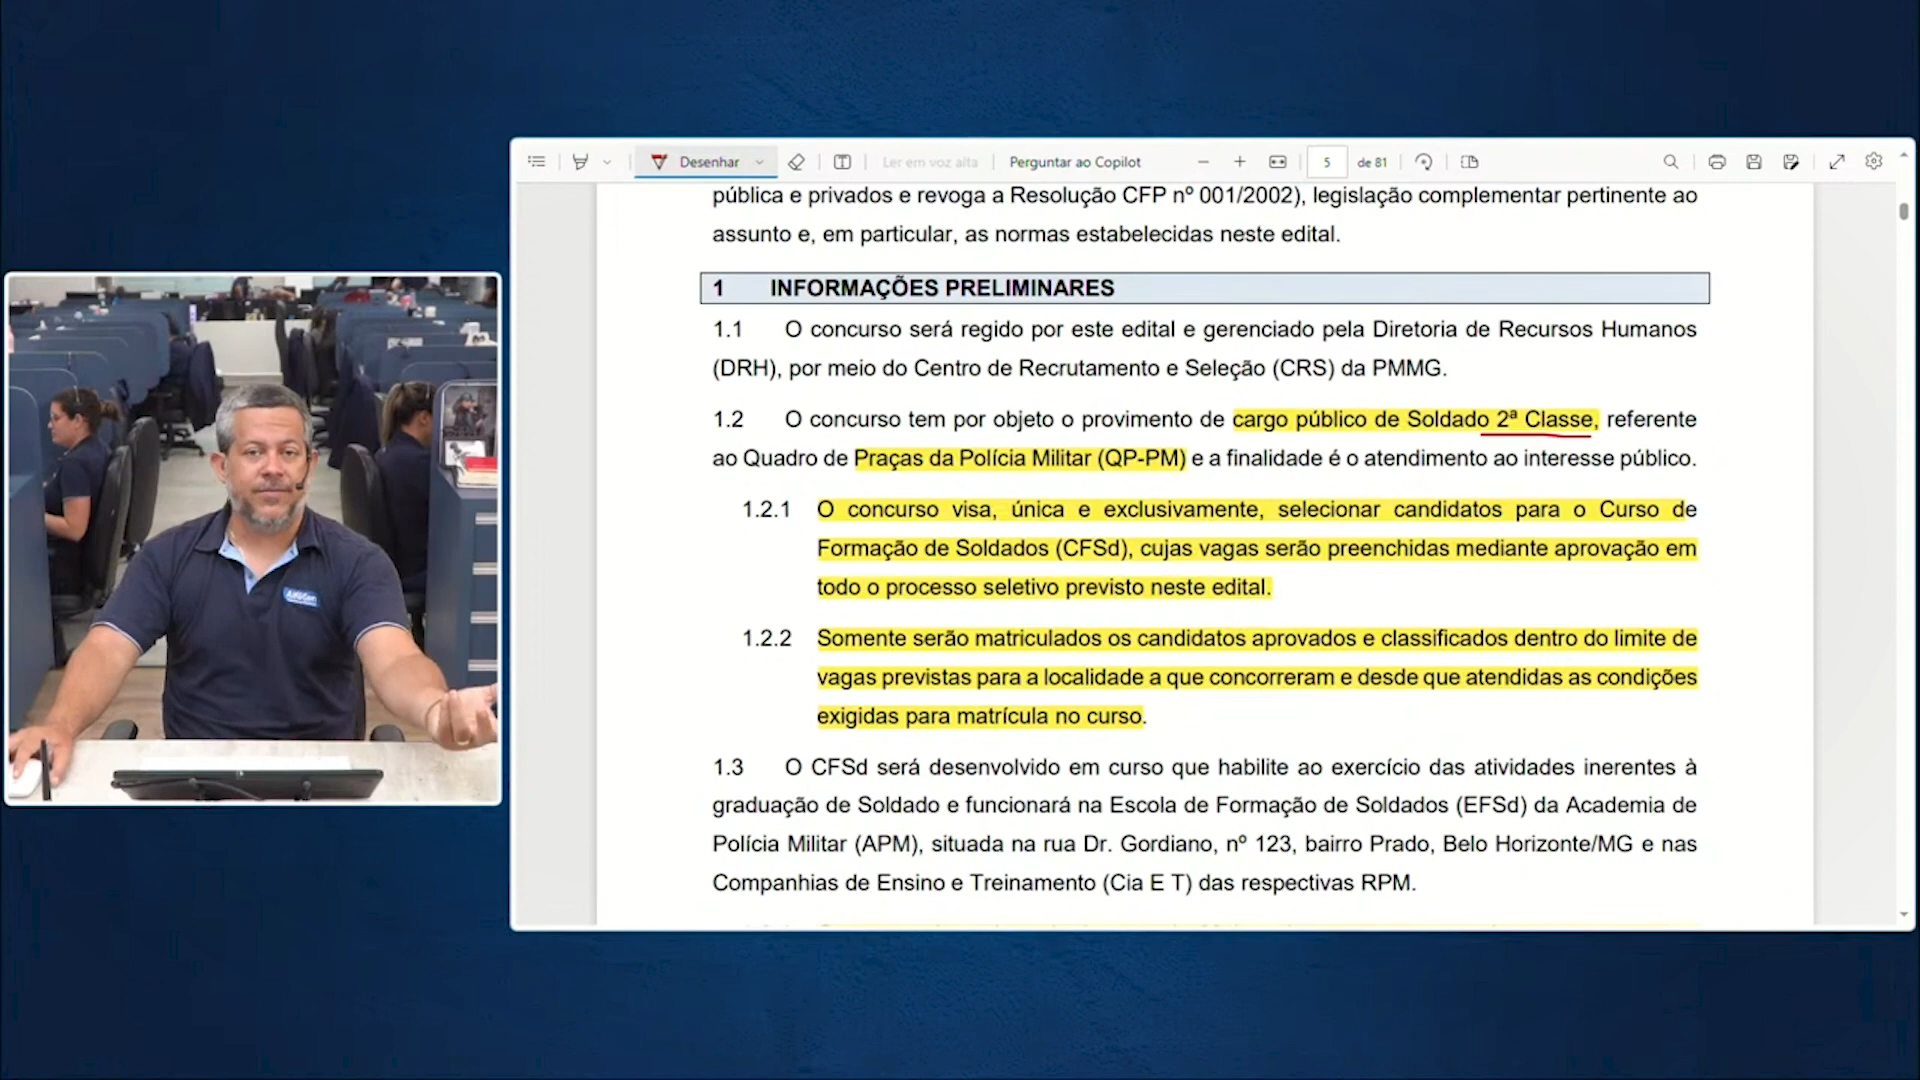 Desenhar
Ler em voz alta
Perguntar ao Copilot
5
de 81
pública e privados e revoga a Resolução CFP nº 001/2002), legislação complementar pertinente ao
assunto e, em particular, as normas estabelecidas neste edital.
1 INFORMAÇÕES PRELIMINARES
1.1 O concurso será regido por este edital e gerenciado pela Diretoria de Recursos Humanos
(DRH), por meio do Centro de Recrutamento e Seleção (CRS) da PMMG.
1.2 O concurso tem por objeto o provimento de cargo público de Soldado 2ª Classe, referente
ao Quadro de Praças da Polícia Militar (QP-PM) e a finalidade é o atendimento ao interesse público.
1.2.1 O concurso visa, única e exclusivamente, selecionar candidatos para o Curso de
Formação de Soldados (CFSd), cujas vagas serão preenchidas mediante aprovação em
todo o processo seletivo previsto neste edital.
1.2.2 Somente serão matriculados os candidatos aprovados e classificados dentro do limite de
vagas previstas para a localidade a que concorreram e desde que atendidas as condições
exigidas para matrícula no curso.
1.3 O CFSd será desenvolvido em curso que habilite ao exercício das atividades inerentes à
graduação de Soldado e funcionará na Escola de Formação de Soldados (EFSd) da Academia de
Polícia Militar (APM), situada na rua Dr. Gordiano, nº 123, bairro Prado, Belo Horizonte/MG e nas
Companhias de Ensino e Treinamento (Cia E T) das respectivas RPM.